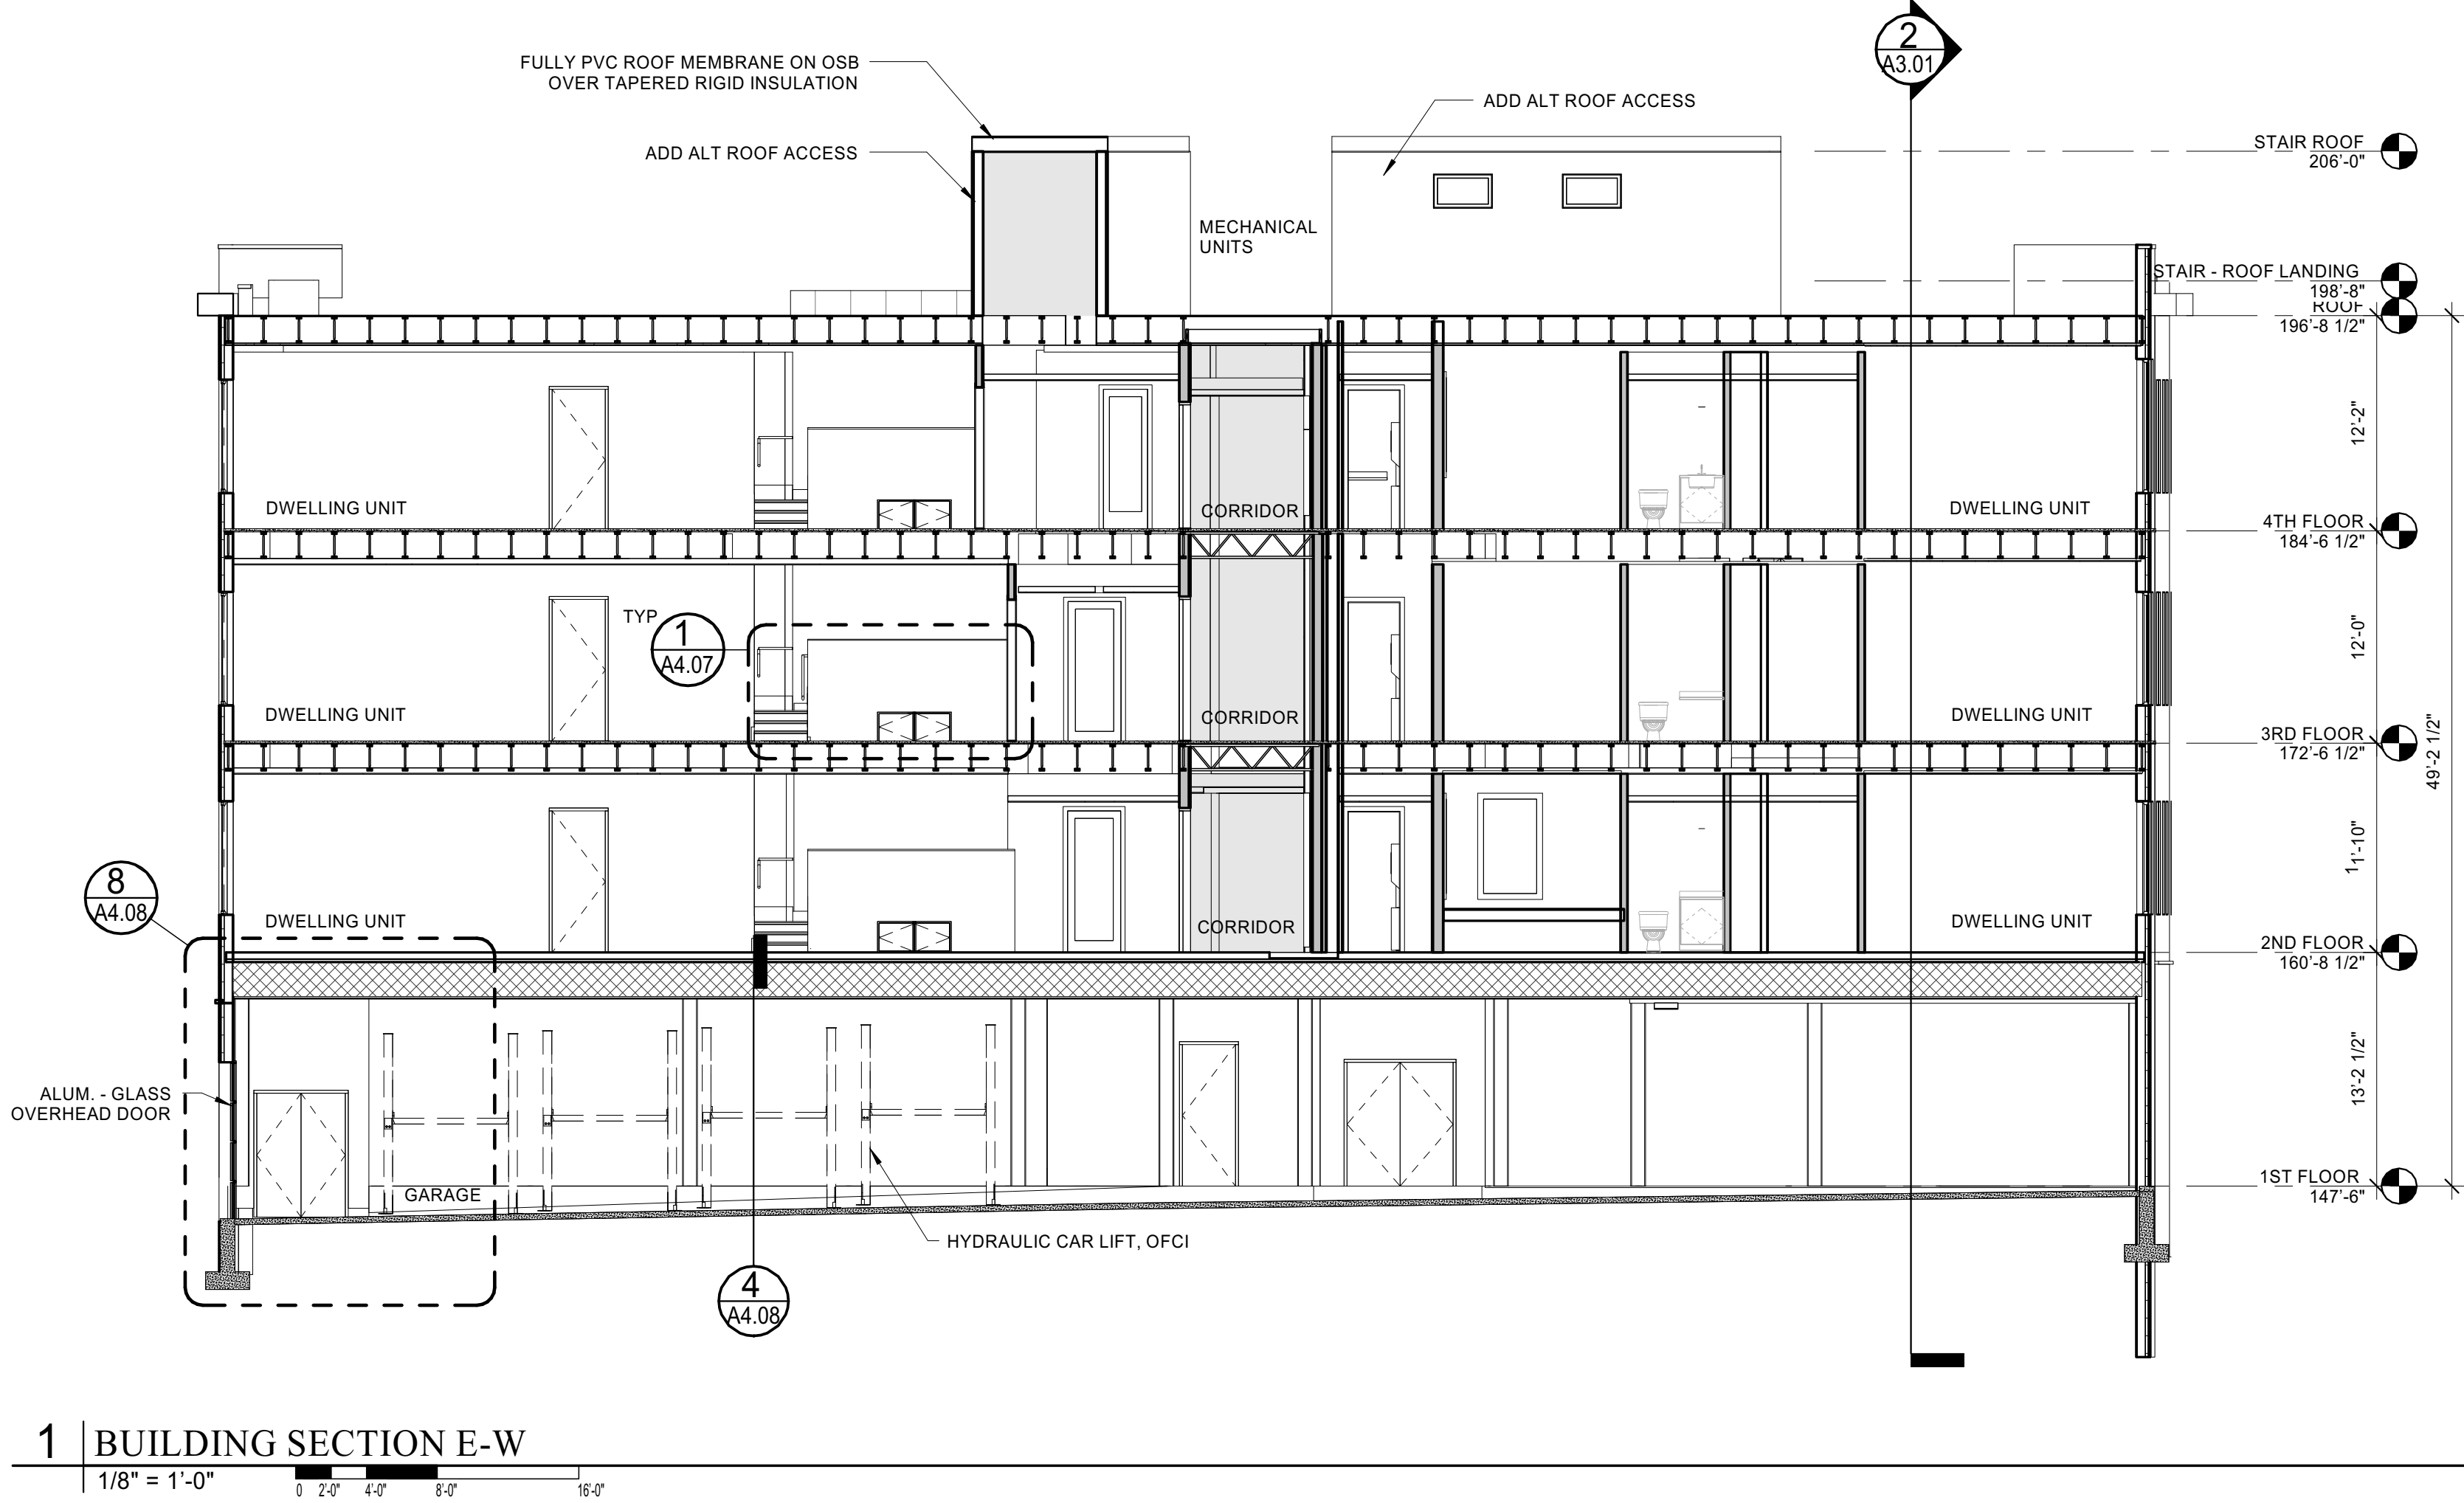 2
A3.01
FULLY PVC ROOF MEMBRANE ON OSB
OVER TAPERED RIGID INSULATION
ADD ALT ROOF ACCESS
ADD ALT ROOF ACCESS
STAIR ROOF
206'-0"
MECHANICAL
UNITS
STAIR - ROOF LANDING
198'-8"
ROOF
196'-8 1/2"
12'-2"
DWELLING UNIT
CORRIDOR
DWELLING UNIT
4TH FLOOR
184'-6 1/2"
TYP
1
A4.07
12'-0"
DWELLING UNIT
CORRIDOR
DWELLING UNIT
3RD FLOOR
172'-6 1/2"
49'-2 1/2"
11'-10"
8
A4.08
DWELLING UNIT
CORRIDOR
DWELLING UNIT
2ND FLOOR
160'-8 1/2"
13'-2 1/2"
ALUM. - GLASS
OVERHEAD DOOR
GARAGE
1ST FLOOR
147'-6"
HYDRAULIC CAR LIFT, OFCI
4
A4.08
1 BUILDING SECTION E-W
1/8" = 1'-0"
0 2'-0" 4'-0" 8'-0" 16'-0"